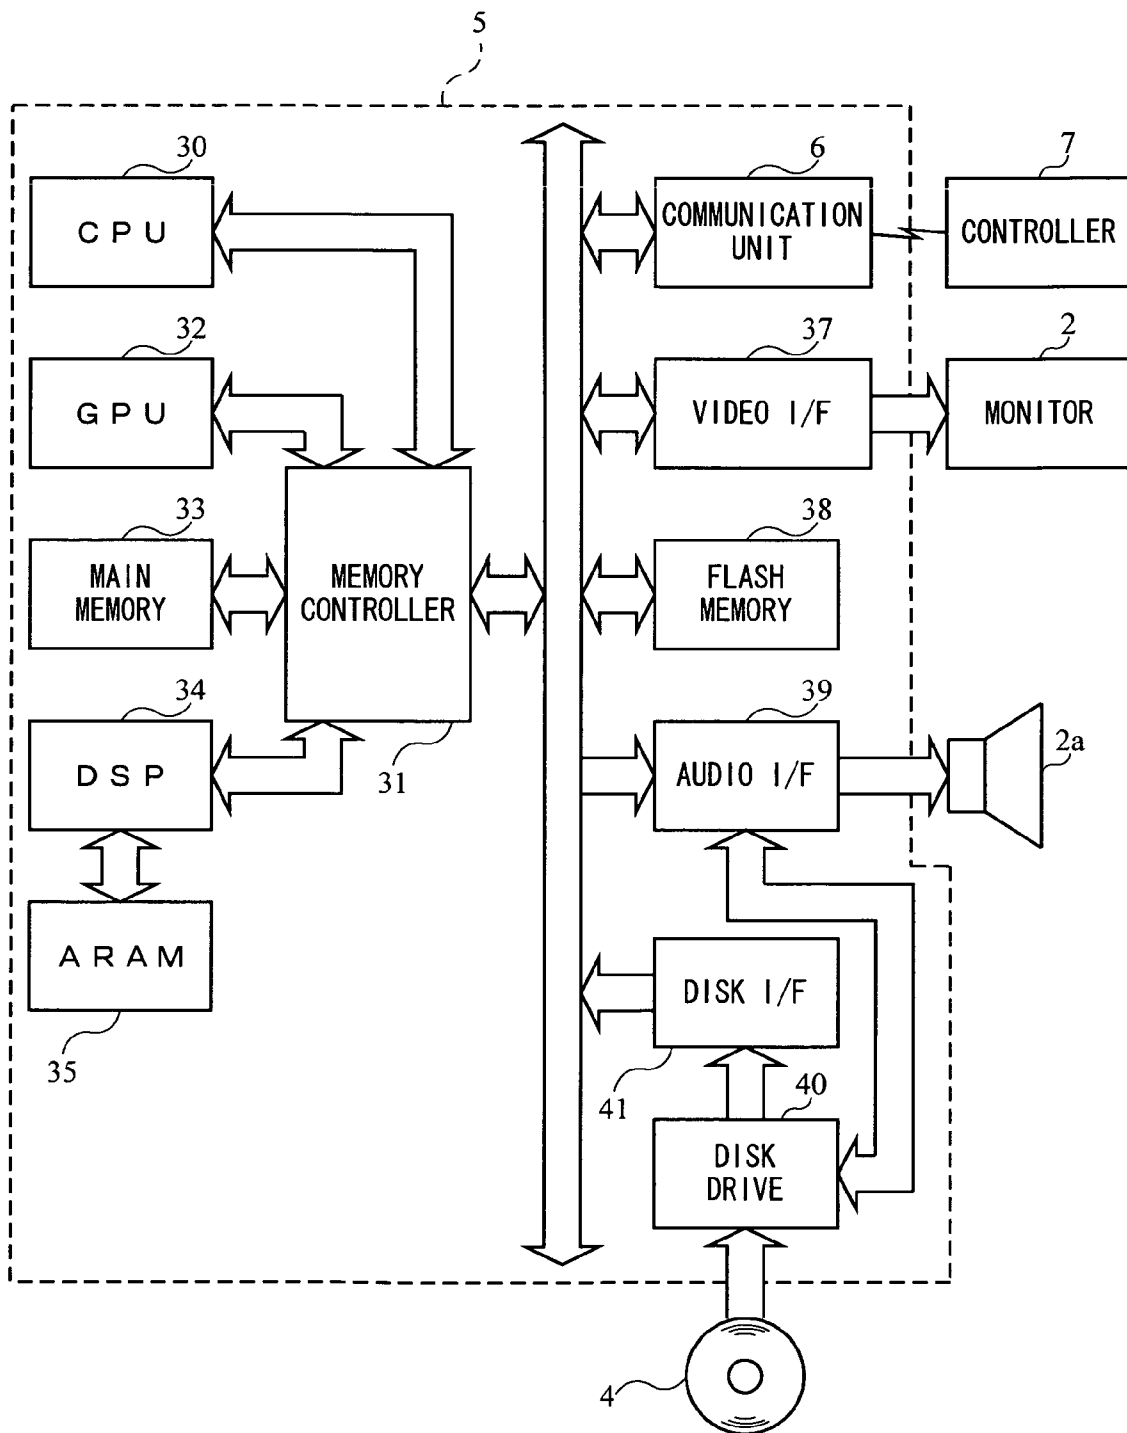 5
30
CPU
6
COMMUNICATION
UNIT
7
CONTROLLER
32
GPU
37
VIDEO I/F
2
MONITOR
33
MAIN
MEMORY
MEMORY
CONTROLLER
38
FLASH
MEMORY
34
DSP
31
39
AUDIO I/F
2a
ARAM
35
DISK I/F
41
40
DISK
DRIVE
4